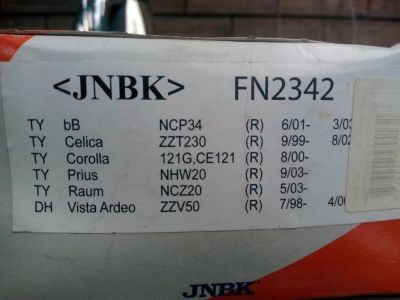 <JNBK> FN2342
TY bB NCP34 (R) 6/01- 3/03
TY Celica ZZT230 (R) 9/99- 8/02
TY Corolla 121G,CE121 (R) 8/00-
TY Prius NHW20 (R) 9/03-
TY Raum NCZ20 (R) 5/03-
DH Vista Ardeo ZZV50 (R) 7/98-
JNBK